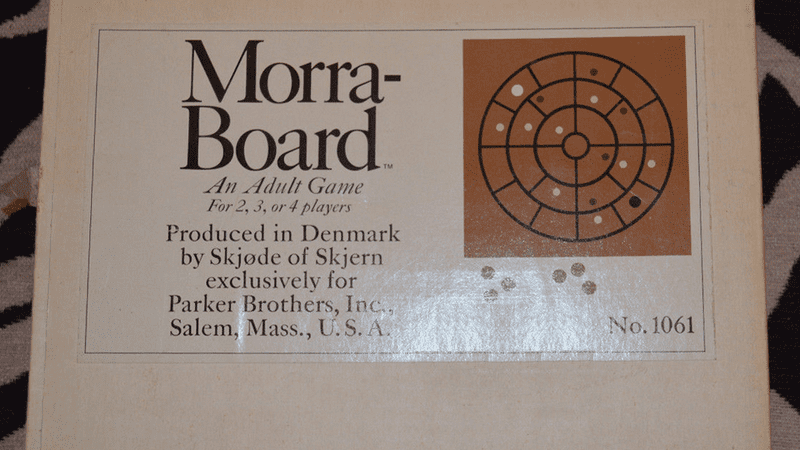 Morra-
Board™
An Adult Game
For 2, 3, or 4 players
Produced in Denmark
by Skjøde of Skjern
exclusively for
Parker Brothers, Inc.,
Salem, Mass., U.S.A.
No. 1061